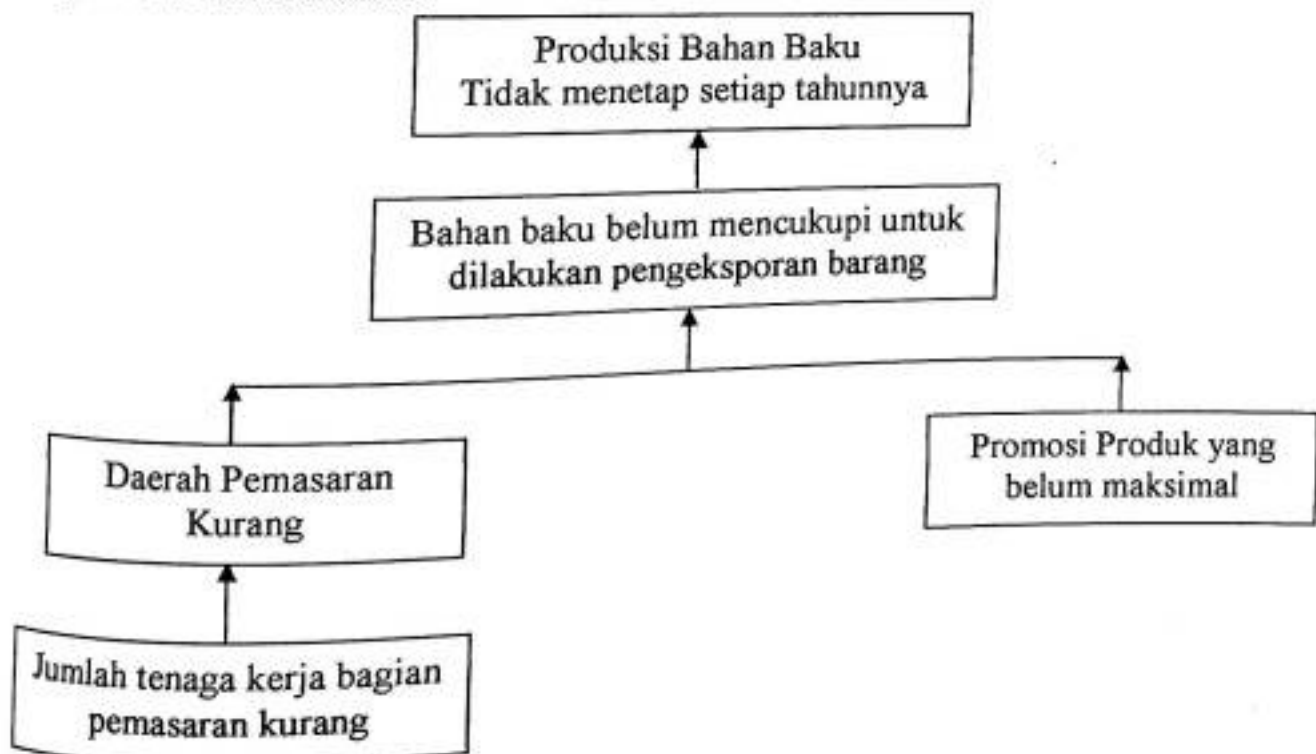 Produksi Bahan Baku
Tidak menetap setiap tahunnya
Bahan baku belum mencukupi untuk
dilakukan pengeksporan barang
Daerah Pemasaran
Kurang
Promosi Produk yang
belum maksimal
Jumlah tenaga kerja bagian
pemasaran kurang